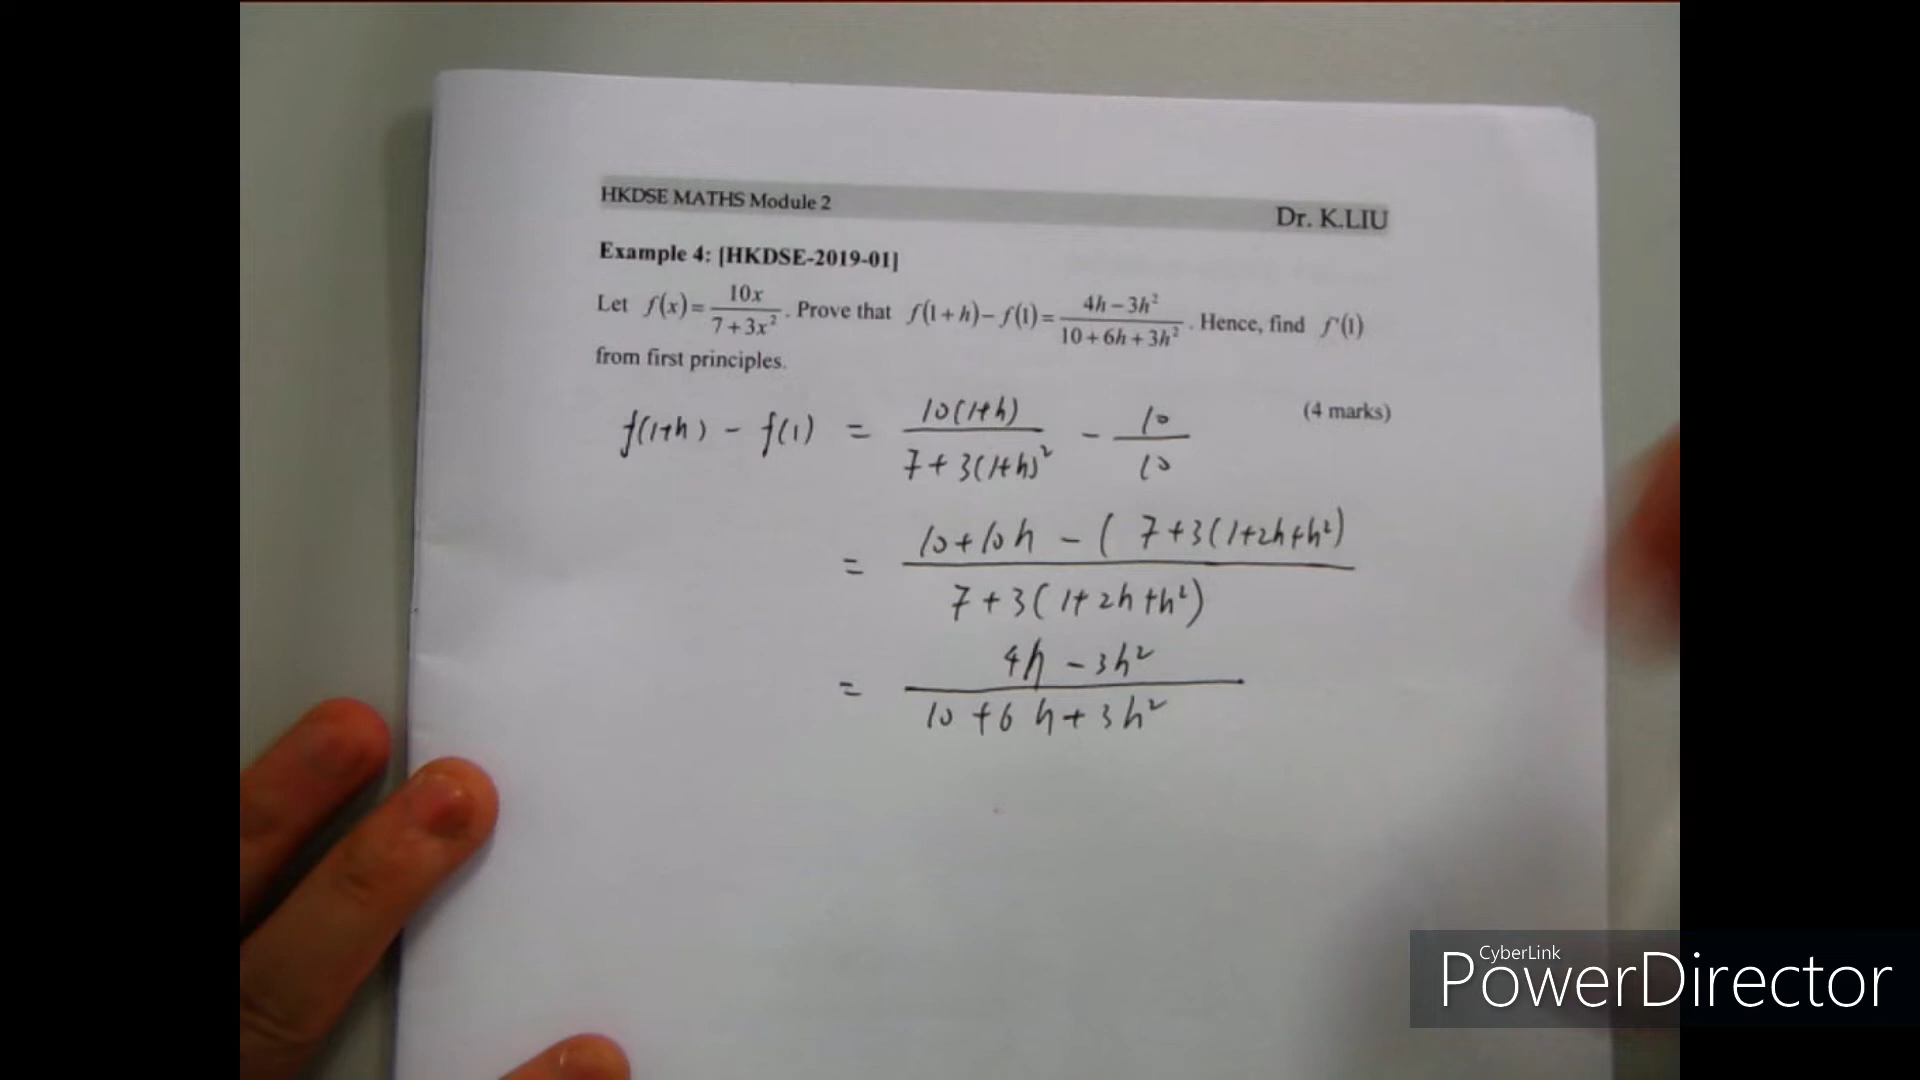 HKDSE MATHS Module 2
Dr. K.LIU
Example 4: [HKDSE-2019-01]
Let f(x) = 10x / (7+3x²) . Prove that f(1+h) − f(1) = (4h − 3h²) / (10+6h+3h²) . Hence, find f'(1)
from first principles.
(4 marks)
f(1+h) − f(1) = 10(1+h) / (7+3(1+h)²) − 10/10
= 10+10h − ( 7+3(1+2h+h²) / 7+3(1+2h+h²)
= 4h − 3h² / 10+6h+3h²
CyberLink
PowerDirector